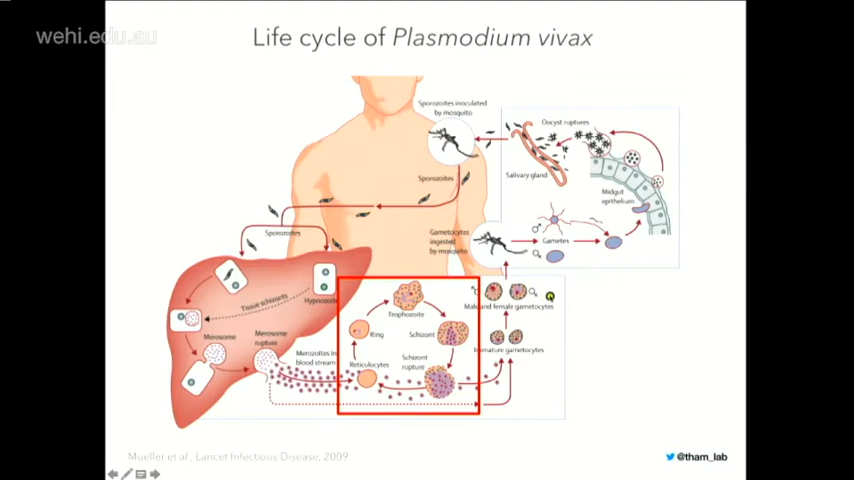 wehi.edu.au
Life cycle of Plasmodium vivax
Sporozoites inoculated
by mosquito
Oocyst ruptures
Salivary gland
Sporozoites
Midgut
epithelium
Gametocytes
ingested
by mosquito
♂
Gametes
♀
Sporozoites
Tissue schizonts
Hypnozoite
Merosome
Merosome
rupture
Merozoites in
blood stream
Trophozoite
Ring
Schizont
Schizont
rupture
Reticulocytes
♂
♀
Male and female gametocytes
Immature gametocytes
Mueller et al., Lancet Infectious Disease, 2009
@tham_lab